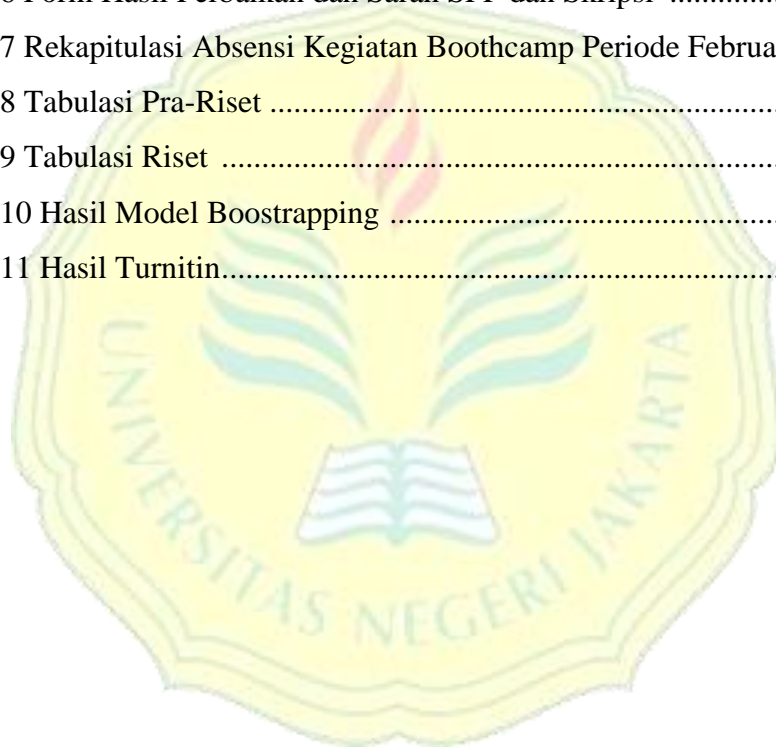 7 Rekapitulasi Absensi Kegiatan Boothcamp Periode Februa
8 Tabulasi Pra-Riset ................................................................
9 Tabulasi Riset ......................................................................
10 Hasil Model Boostrapping ................................................
11 Hasil Turnitin.....................................................................
UNIVERSITAS NEGERI JAKARTA